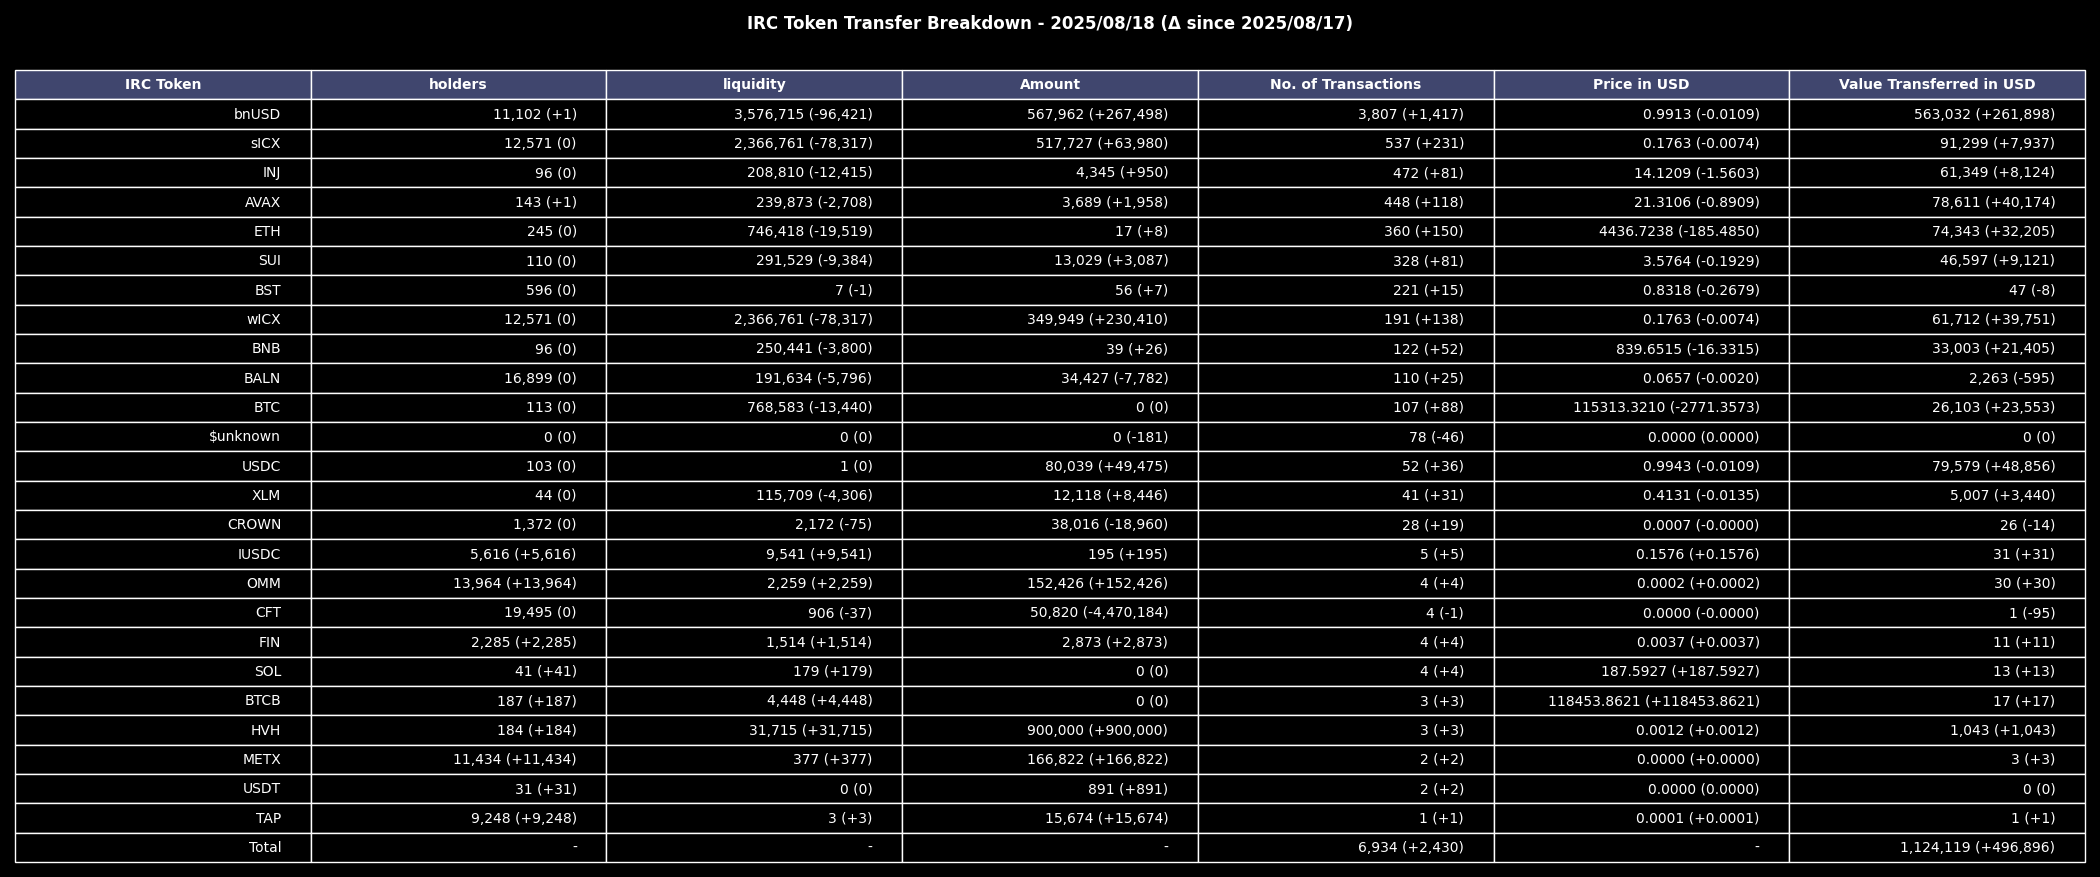 IRC Token Transfer Breakdown - 2025/08/18 (Δ since 2025/08/17)
IRC Token holders liquidity Amount No. of Transactions Price in USD Value Transferred in USD
bnUSD 11,102 (+1) 3,576,715 (-96,421) 567,962 (+267,498) 3,807 (+1,417) 0.9913 (-0.0109) 563,032 (+261,898)
sICX 12,571 (0) 2,366,761 (-78,317) 517,727 (+63,980) 537 (+231) 0.1763 (-0.0074) 91,299 (+7,937)
INJ 96 (0) 208,810 (-12,415) 4,345 (+950) 472 (+81) 14.1209 (-1.5603) 61,349 (+8,124)
AVAX 143 (+1) 239,873 (-2,708) 3,689 (+1,958) 448 (+118) 21.3106 (-0.8909) 78,611 (+40,174)
ETH 245 (0) 746,418 (-19,519) 17 (+8) 360 (+150) 4436.7238 (-185.4850) 74,343 (+32,205)
SUI 110 (0) 291,529 (-9,384) 13,029 (+3,087) 328 (+81) 3.5764 (-0.1929) 46,597 (+9,121)
BST 596 (0) 7 (-1) 56 (+7) 221 (+15) 0.8318 (-0.2679) 47 (-8)
wICX 12,571 (0) 2,366,761 (-78,317) 349,949 (+230,410) 191 (+138) 0.1763 (-0.0074) 61,712 (+39,751)
BNB 96 (0) 250,441 (-3,800) 39 (+26) 122 (+52) 839.6515 (-16.3315) 33,003 (+21,405)
BALN 16,899 (0) 191,634 (-5,796) 34,427 (-7,782) 110 (+25) 0.0657 (-0.0020) 2,263 (-595)
BTC 113 (0) 768,583 (-13,440) 0 (0) 107 (+88) 115313.3210 (-2771.3573) 26,103 (+23,553)
$unknown 0 (0) 0 (0) 0 (-181) 78 (-46) 0.0000 (0.0000) 0 (0)
USDC 103 (0) 1 (0) 80,039 (+49,475) 52 (+36) 0.9943 (-0.0109) 79,579 (+48,856)
XLM 44 (0) 115,709 (-4,306) 12,118 (+8,446) 41 (+31) 0.4131 (-0.0135) 5,007 (+3,440)
CROWN 1,372 (0) 2,172 (-75) 38,016 (-18,960) 28 (+19) 0.0007 (-0.0000) 26 (-14)
IUSDC 5,616 (+5,616) 9,541 (+9,541) 195 (+195) 5 (+5) 0.1576 (+0.1576) 31 (+31)
OMM 13,964 (+13,964) 2,259 (+2,259) 152,426 (+152,426) 4 (+4) 0.0002 (+0.0002) 30 (+30)
CFT 19,495 (0) 906 (-37) 50,820 (-4,470,184) 4 (-1) 0.0000 (-0.0000) 1 (-95)
FIN 2,285 (+2,285) 1,514 (+1,514) 2,873 (+2,873) 4 (+4) 0.0037 (+0.0037) 11 (+11)
SOL 41 (+41) 179 (+179) 0 (0) 4 (+4) 187.5927 (+187.5927) 13 (+13)
BTCB 187 (+187) 4,448 (+4,448) 0 (0) 3 (+3) 118453.8621 (+118453.8621) 17 (+17)
HVH 184 (+184) 31,715 (+31,715) 900,000 (+900,000) 3 (+3) 0.0012 (+0.0012) 1,043 (+1,043)
METX 11,434 (+11,434) 377 (+377) 166,822 (+166,822) 2 (+2) 0.0000 (+0.0000) 3 (+3)
USDT 31 (+31) 0 (0) 891 (+891) 2 (+2) 0.0000 (0.0000) 0 (0)
TAP 9,248 (+9,248) 3 (+3) 15,674 (+15,674) 1 (+1) 0.0001 (+0.0001) 1 (+1)
Total - - - 6,934 (+2,430) - 1,124,119 (+496,896)